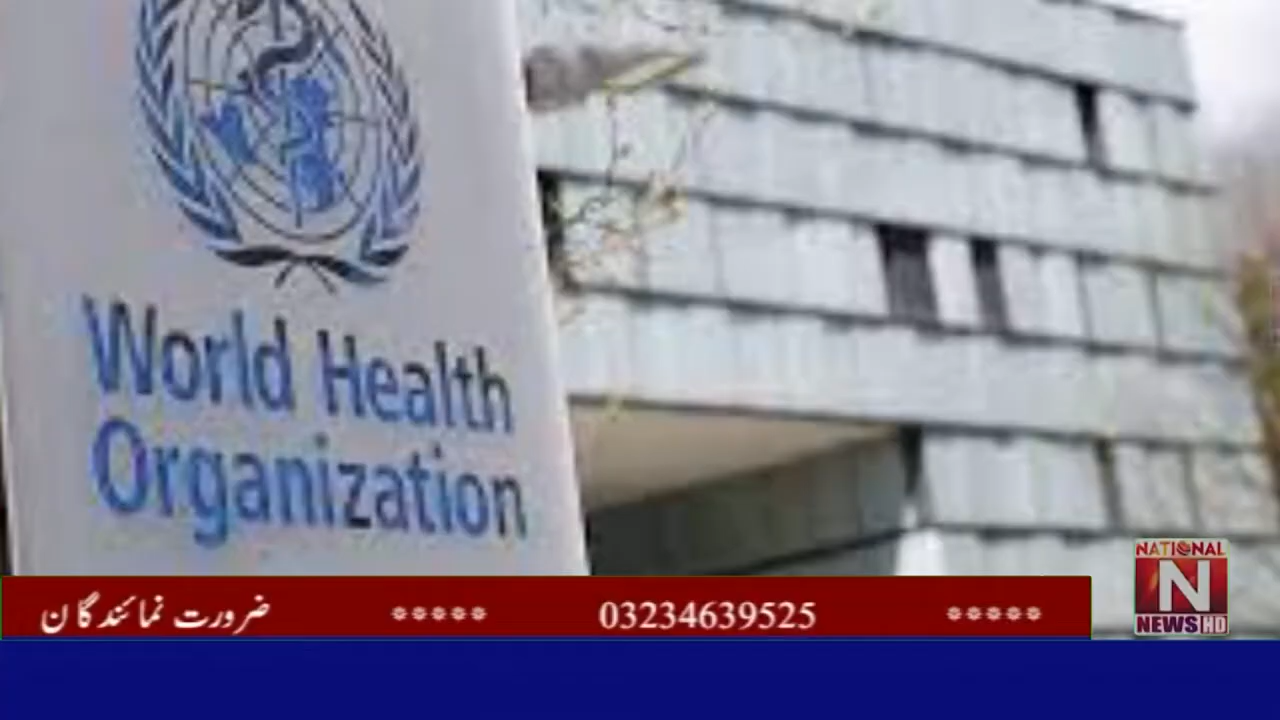 World Health
Organization
ضرورت نمائندگان ***** 03234639525 *****
NATIONAL
N
NEWS HD